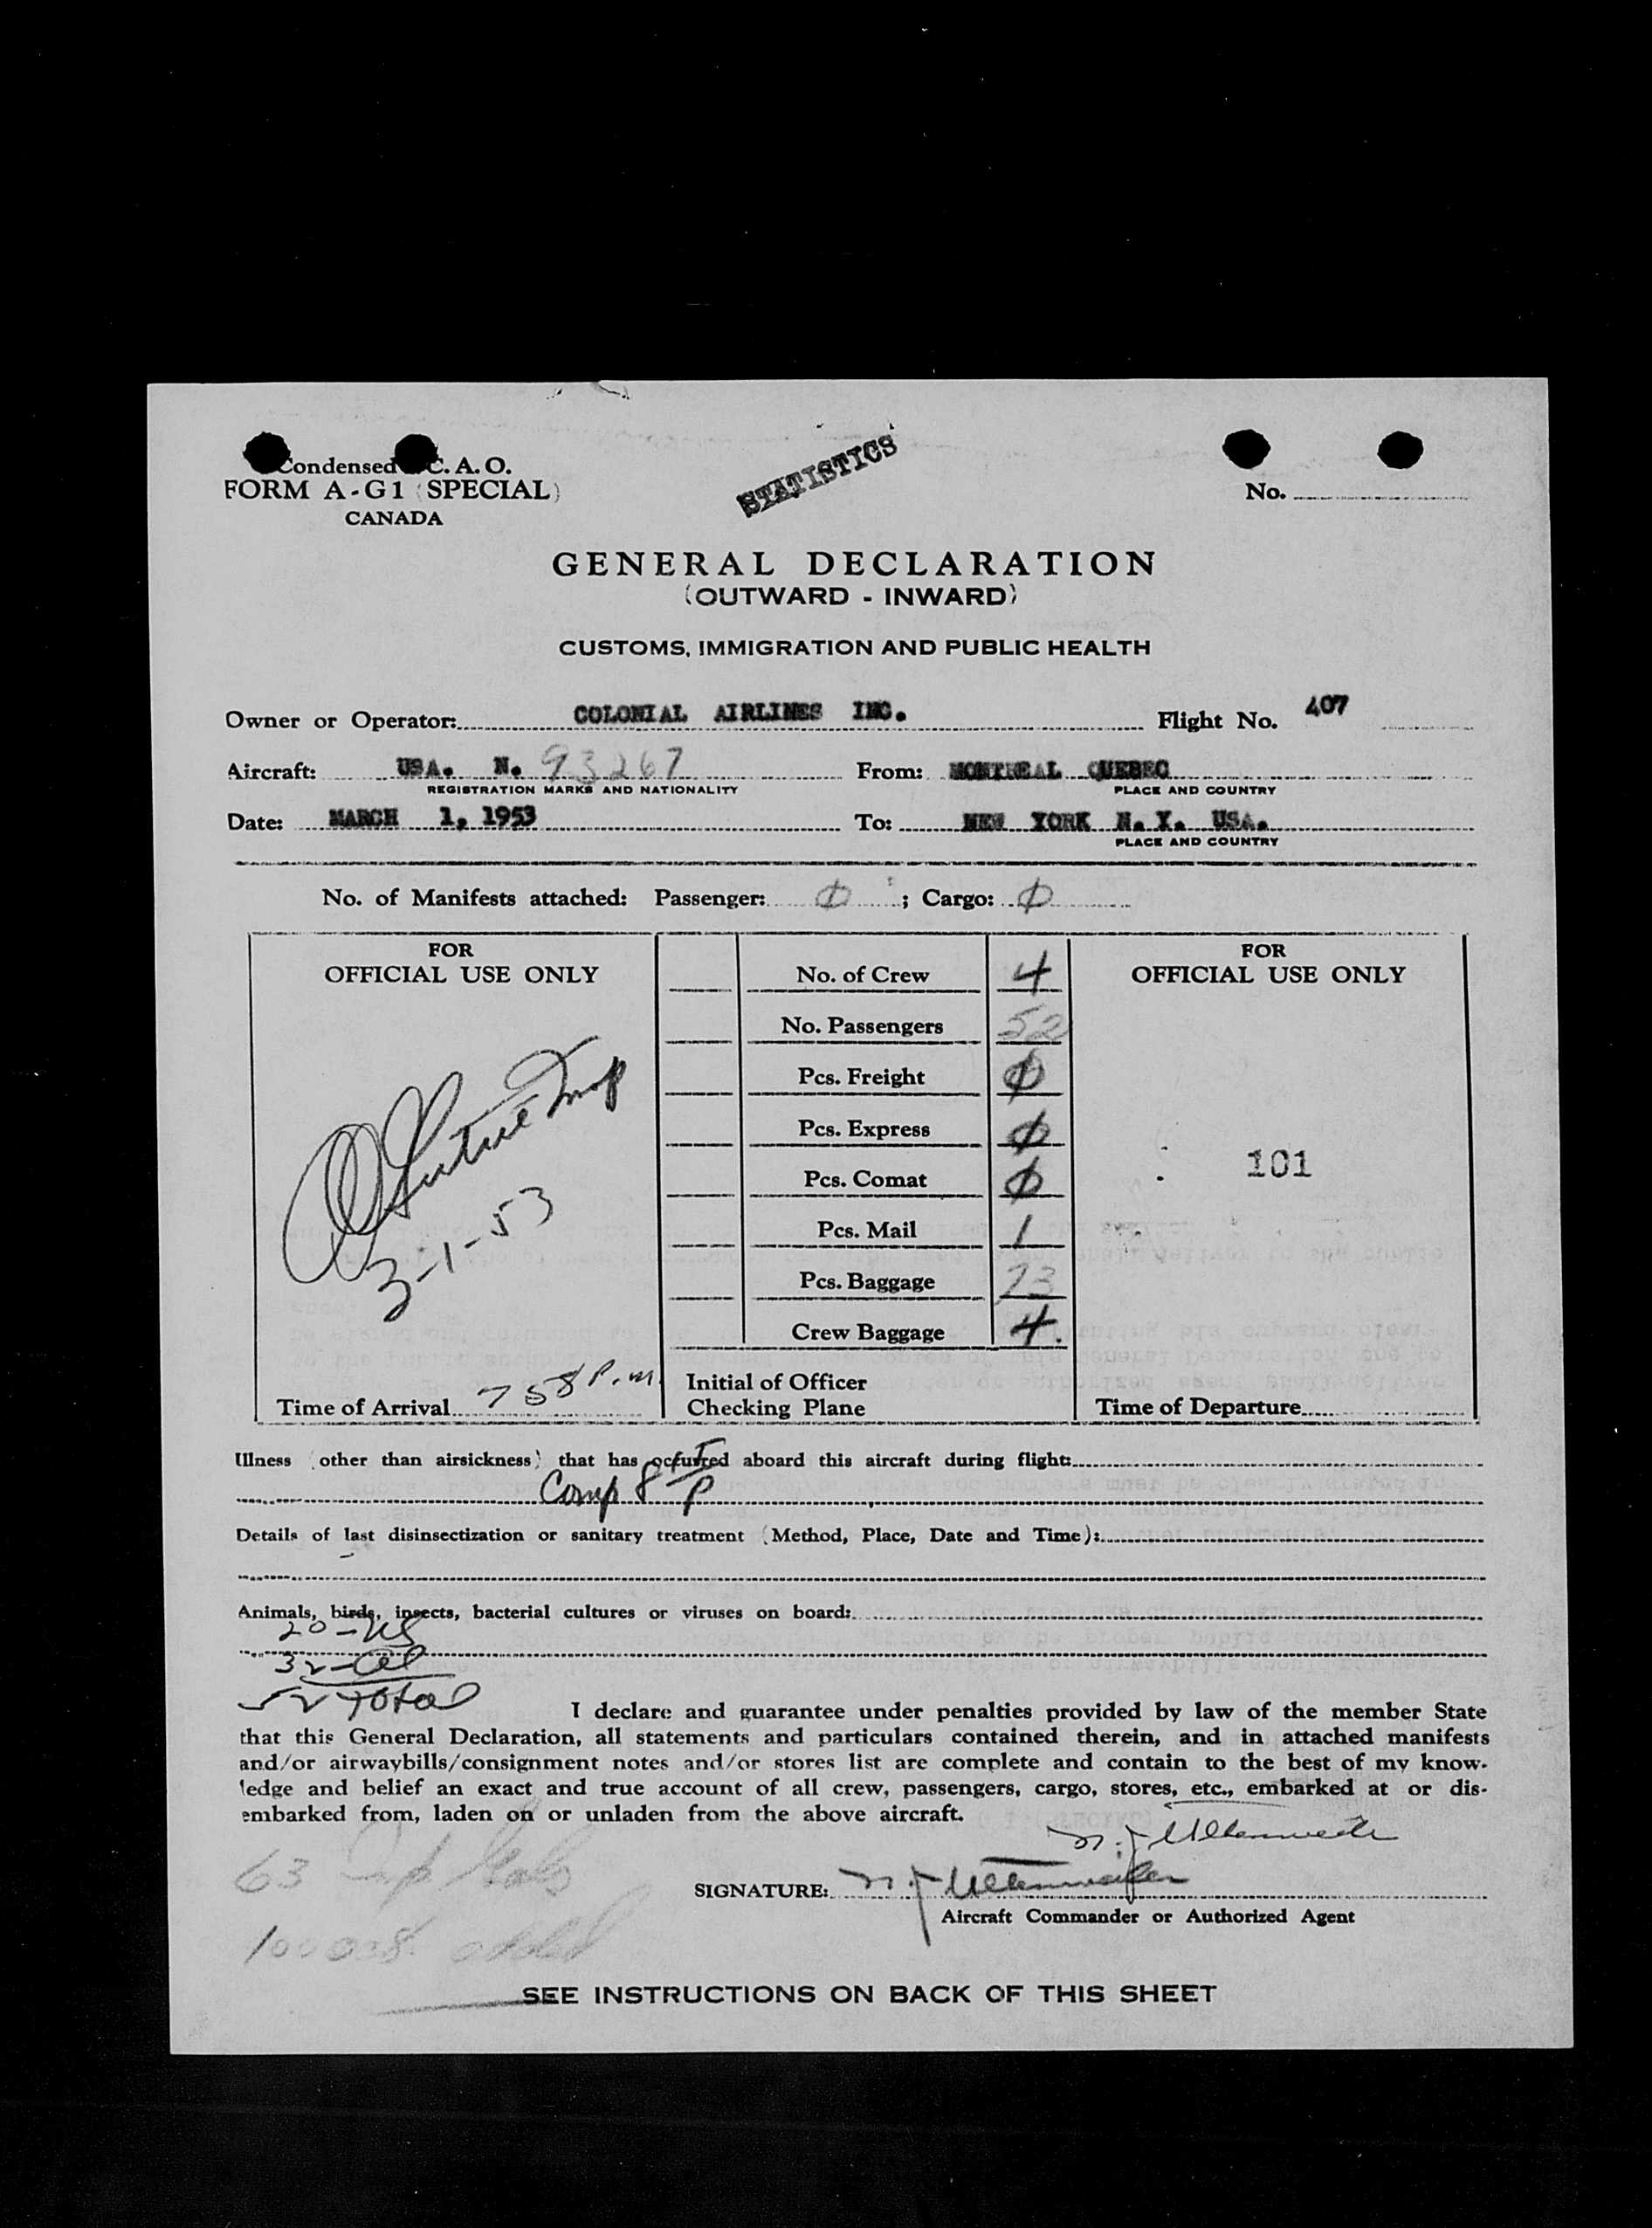 Condensed C. A. O.
FORM A-G1 (SPECIAL)
CANADA
STATISTICS
No.
GENERAL DECLARATION
(OUTWARD - INWARD)
CUSTOMS, IMMIGRATION AND PUBLIC HEALTH
Owner or Operator: COLONIAL AIRLINES INC. Flight No. 407
Aircraft: USA. N. 93267 From: MONTREAL QUEBEC
REGISTRATION MARKS AND NATIONALITY PLACE AND COUNTRY
Date: MARCH 1, 1953 To: NEW YORK N. Y. USA.
PLACE AND COUNTRY
No. of Manifests attached: Passenger: 0 ; Cargo: 0
FOR
OFFICIAL USE ONLY
3-1-53
Time of Arrival 7 58 P.m.
No. of Crew 4
No. Passengers 52
Pcs. Freight 0
Pcs. Express 0
Pcs. Comat 0
Pcs. Mail 1
Pcs. Baggage 73
Crew Baggage 4.
Initial of Officer
Checking Plane
FOR
OFFICIAL USE ONLY
101
Time of Departure
Illness (other than airsickness) that has occurred aboard this aircraft during flight:
Comp 8
Details of last disinsectization or sanitary treatment (Method, Place, Date and Time):
Animals, birds, insects, bacterial cultures or viruses on board:
20-US
32-
52 Total
I declare and guarantee under penalties provided by law of the member State
that this General Declaration, all statements and particulars contained therein, and in attached manifests
and/or airwaybills/consignment notes and/or stores list are complete and contain to the best of my know-
ledge and belief an exact and true account of all crew, passengers, cargo, stores, etc., embarked at or dis-
embarked from, laden on or unladen from the above aircraft.
63
SIGNATURE:
Aircraft Commander or Authorized Agent
SEE INSTRUCTIONS ON BACK OF THIS SHEET